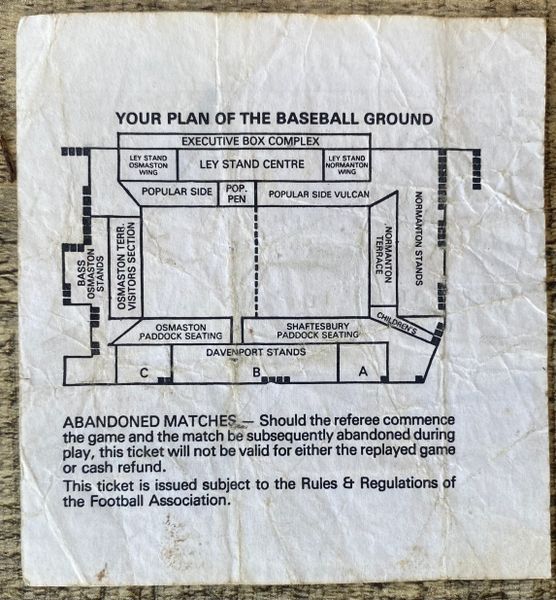 YOUR PLAN OF THE BASEBALL GROUND
EXECUTIVE BOX COMPLEX
LEY STAND
OSMASTON
WING
LEY STAND CENTRE
LEY STAND
NORMANTON
WING
POPULAR SIDE
POP.
PEN
POPULAR SIDE VULCAN
BASS
OSMASTON
STANDS
OSMASTON TERR.
VISITORS SECTION
NORMANTON
TERRACE
NORMANTON STANDS
CHILDREN'S
OSMASTON
PADDOCK SEATING
SHAFTESBURY
PADDOCK SEATING
DAVENPORT STANDS
C
B
A
ABANDONED MATCHES — Should the referee commence
the game and the match be subsequently abandoned during
play, this ticket will not be valid for either the replayed game
or cash refund.
This ticket is issued subject to the Rules & Regulations of
the Football Association.